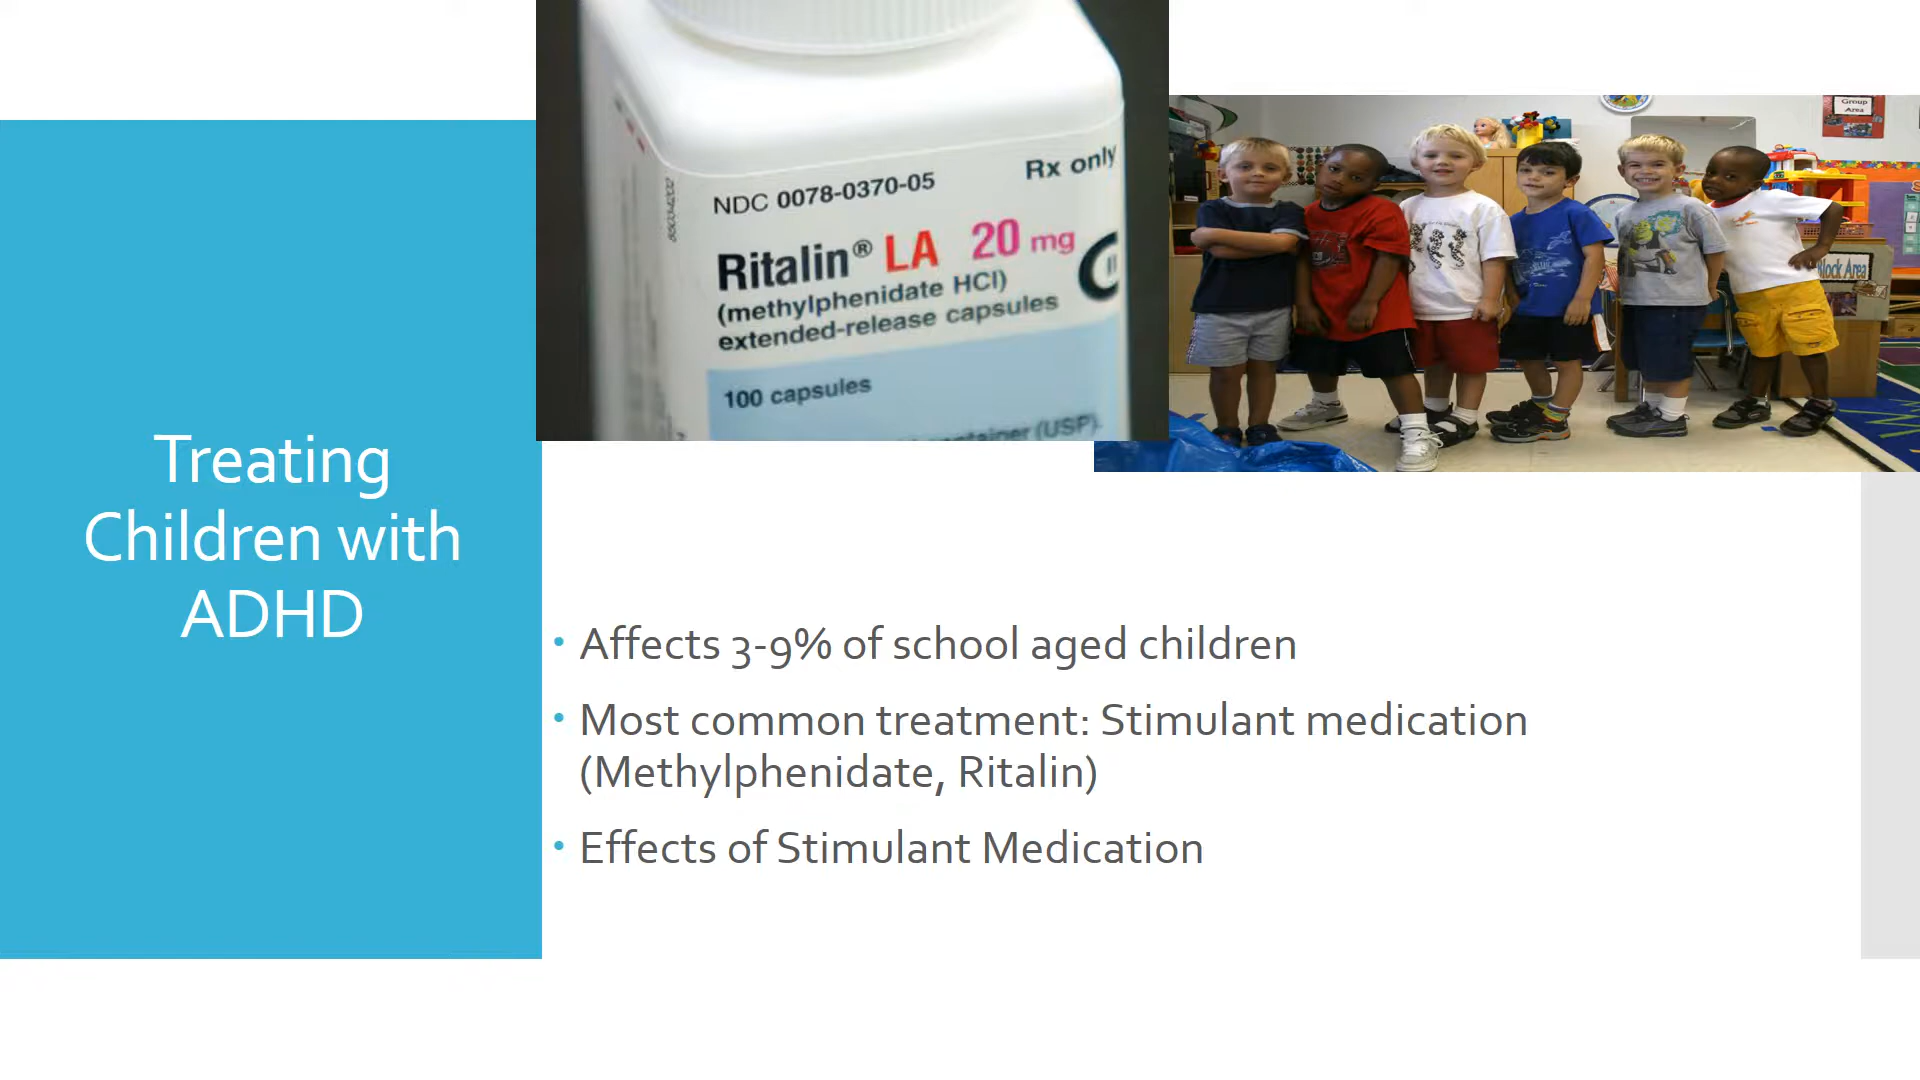 Treating
Children with
ADHD
NDC 0078-0370-05
Rx only
Ritalin® LA 20 mg
(methylphenidate HCl)
extended-release capsules
100 capsules
container (USP).
Group
Area
Block Area
• Affects 3-9% of school aged children
• Most common treatment: Stimulant medication
(Methylphenidate, Ritalin)
• Effects of Stimulant Medication